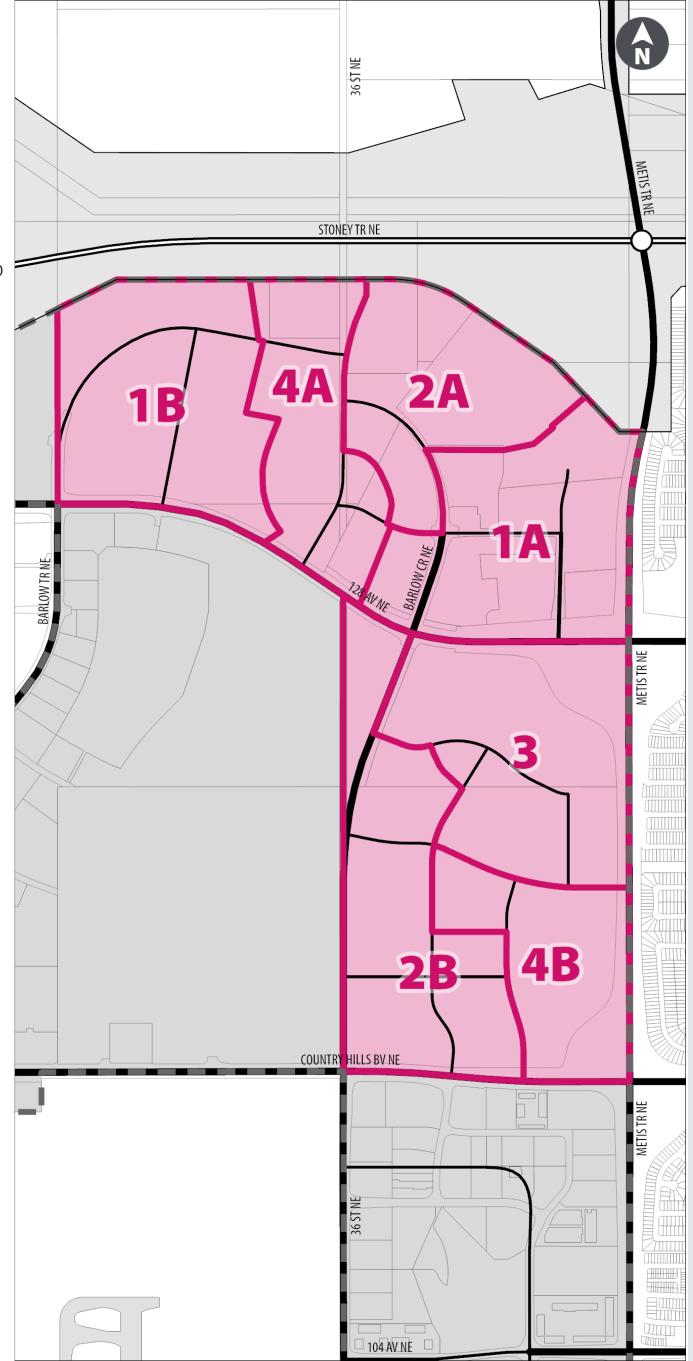 N
36 ST NE
METIS TR NE
STONEY TR NE
1B
4A
2A
1A
BARLOW TR NE
128 AV NE
BARLOW CR NE
METIS TR NE
3
2B
4B
COUNTRY HILLS BV NE
METIS TR NE
36 ST NE
104 AV NE